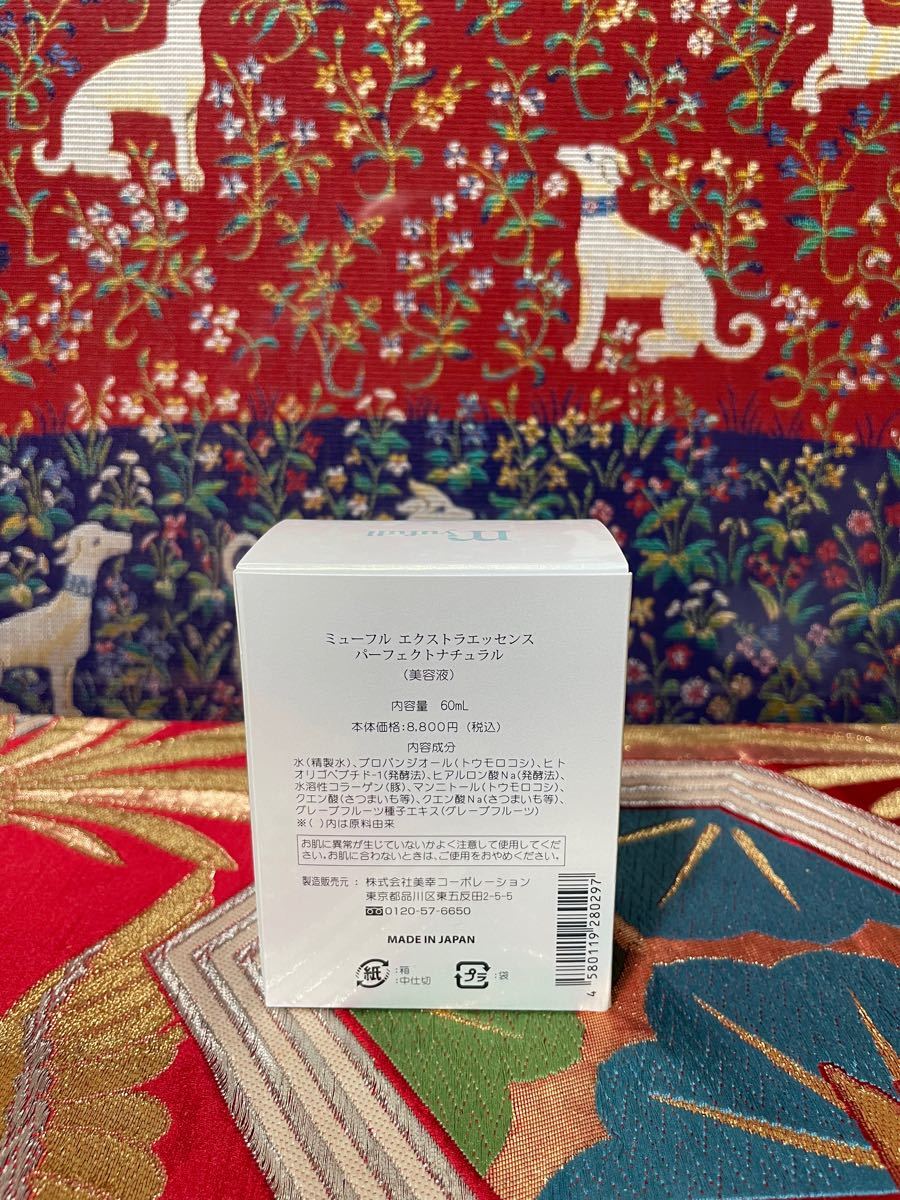 Myufull
ミューフル エクストラエッセンス
パーフェクトナチュラル
(美容液)
内容量 60mL
本体価格:8,800円(税込)
内容成分
水(精製水)、プロパンジオール(トウモロコシ)、ヒト
オリゴペプチド-1(発酵法)、ヒアルロン酸Na(発酵法)、
水溶性コラーゲン(豚)、マンニトール(トウモロコシ)、
クエン酸(さつまいも等)、クエン酸Na(さつまいも等)、
グレープフルーツ種子エキス(グレープフルーツ)
※( )内は原料由来
お肌に異常が生じていないかよく注意して使用してくだ
さい。お肌に合わないときは、ご使用をおやめください。
製造販売元 : 株式会社美幸コーポレーション
東京都品川区東五反田2-5-5
0120-57-6650
MADE IN JAPAN
紙 :箱
:中仕切
プラ :袋
4 580119 280297